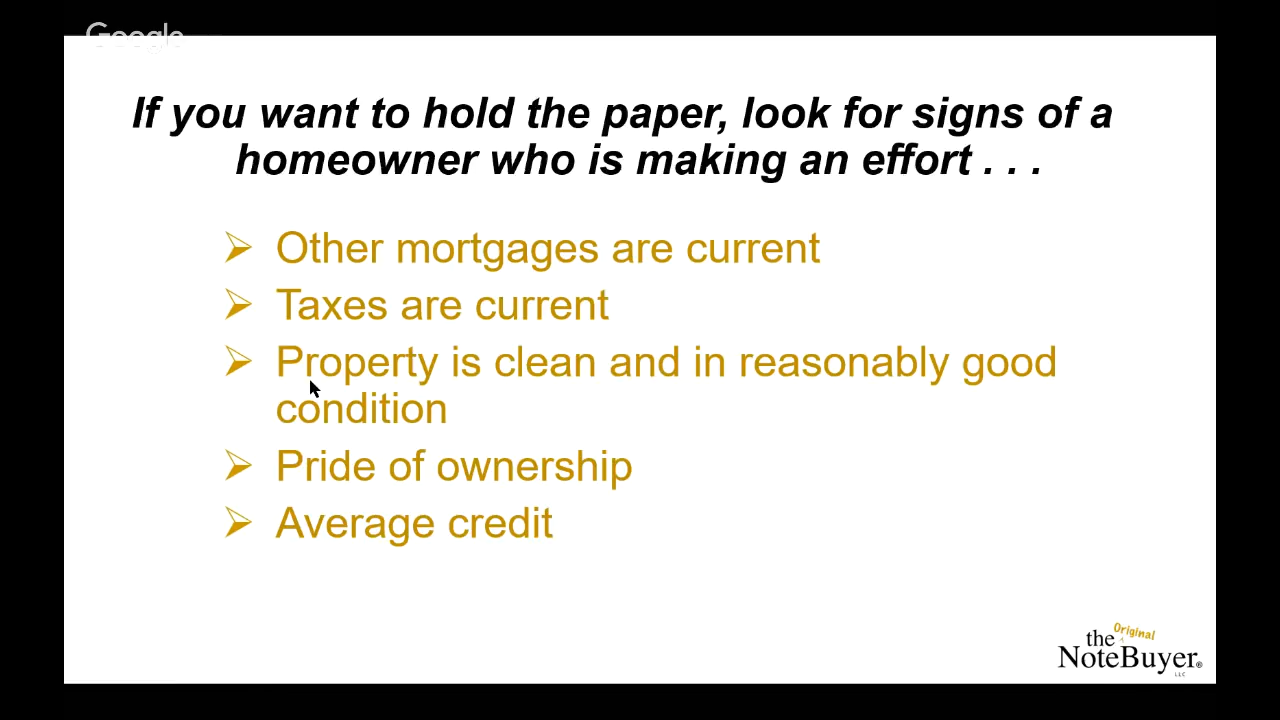 Google
If you want to hold the paper, look for signs of a
homeowner who is making an effort . . .
Other mortgages are current
Taxes are current
Property is clean and in reasonably good
condition
Pride of ownership
Average credit
the Original
NoteBuyer®
LLC